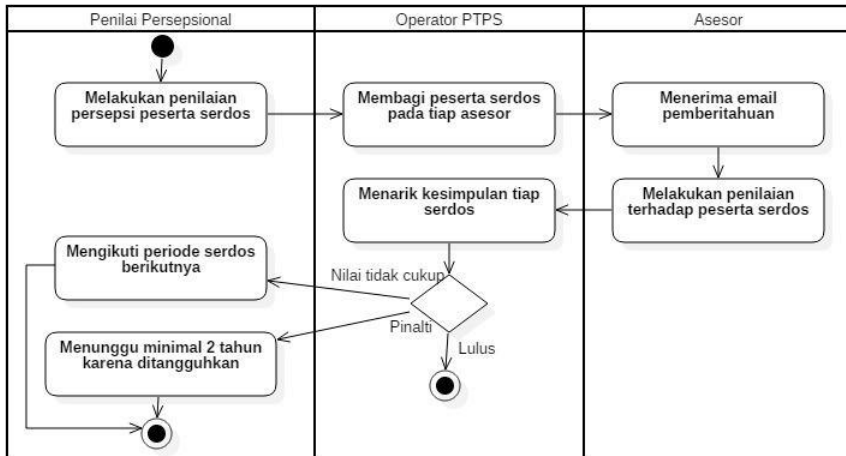 Penilai Persepsional
Operator PTPS
Asesor
Melakukan penilaian
persepsi peserta serdos
Membagi peserta serdos
pada tiap asesor
Menerima email
pemberitahuan
Menarik kesimpulan tiap
serdos
Melakukan penilaian
terhadap peserta serdos
Mengikuti periode serdos
berikutnya
Nilai tidak cukup
Pinalti
Menunggu minimal 2 tahun
karena ditangguhkan
Lulus